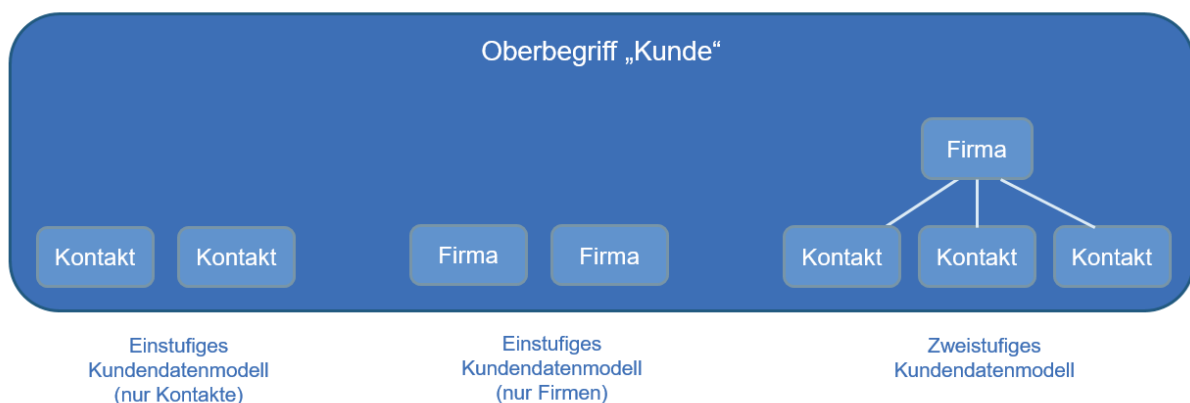 Oberbegriff „Kunde“
Firma
Kontakt Kontakt
Firma Firma
Kontakt Kontakt Kontakt
Einstufiges
Kundendatenmodell
(nur Kontakte)
Einstufiges
Kundendatenmodell
(nur Firmen)
Zweistufiges
Kundendatenmodell